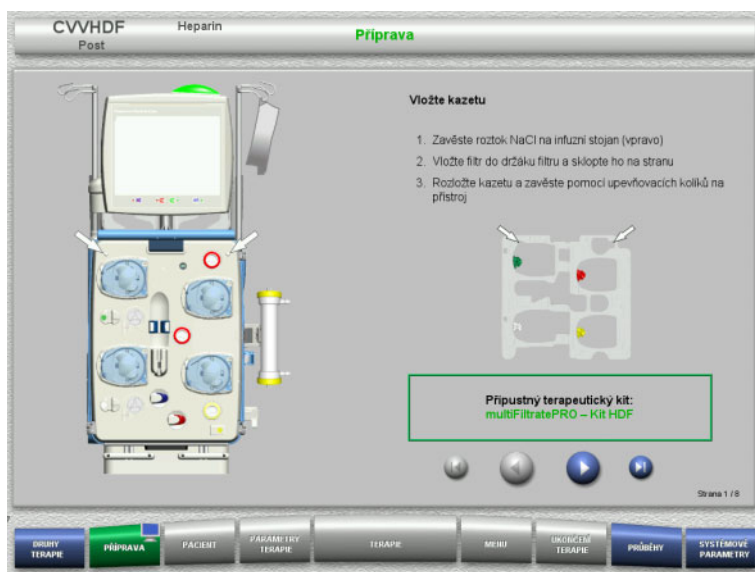 CVVHDF
Post
Heparin
Příprava
Vložte kazetu
1. Zavěste roztok NaCl na infuzní stojan (vpravo)
2. Vložte filtr do držáku filtru a sklopte ho na stranu
3. Rozložte kazetu a zavěste pomocí upevňovacích kolíků na
přístroj
Přípustný terapeutický kit:
multiFiltratePRO – Kit HDF
Strana 1 / 8
DRUHY
TERAPIE
PŘÍPRAVA
PACIENT
PARAMETRY
TERAPIE
TERAPIE
MENU
UKONČENÍ
TERAPIE
PRŮBĚHY
SYSTÉMOVÉ
PARAMETRY